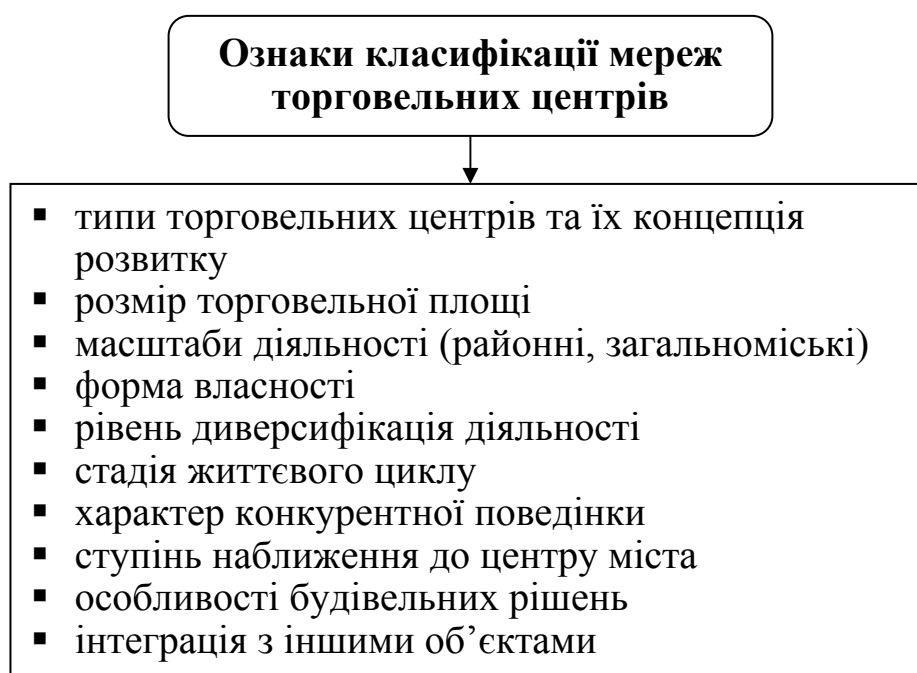 Ознаки класифікації мереж
торговельних центрів
▪ типи торговельних центрів та їх концепція
розвитку
▪ розмір торговельної площі
▪ масштаби діяльності (районні, загальноміські)
▪ форма власності
▪ рівень диверсифікація діяльності
▪ стадія життєвого циклу
▪ характер конкурентної поведінки
▪ ступінь наближення до центру міста
▪ особливості будівельних рішень
▪ інтеграція з іншими об’єктами